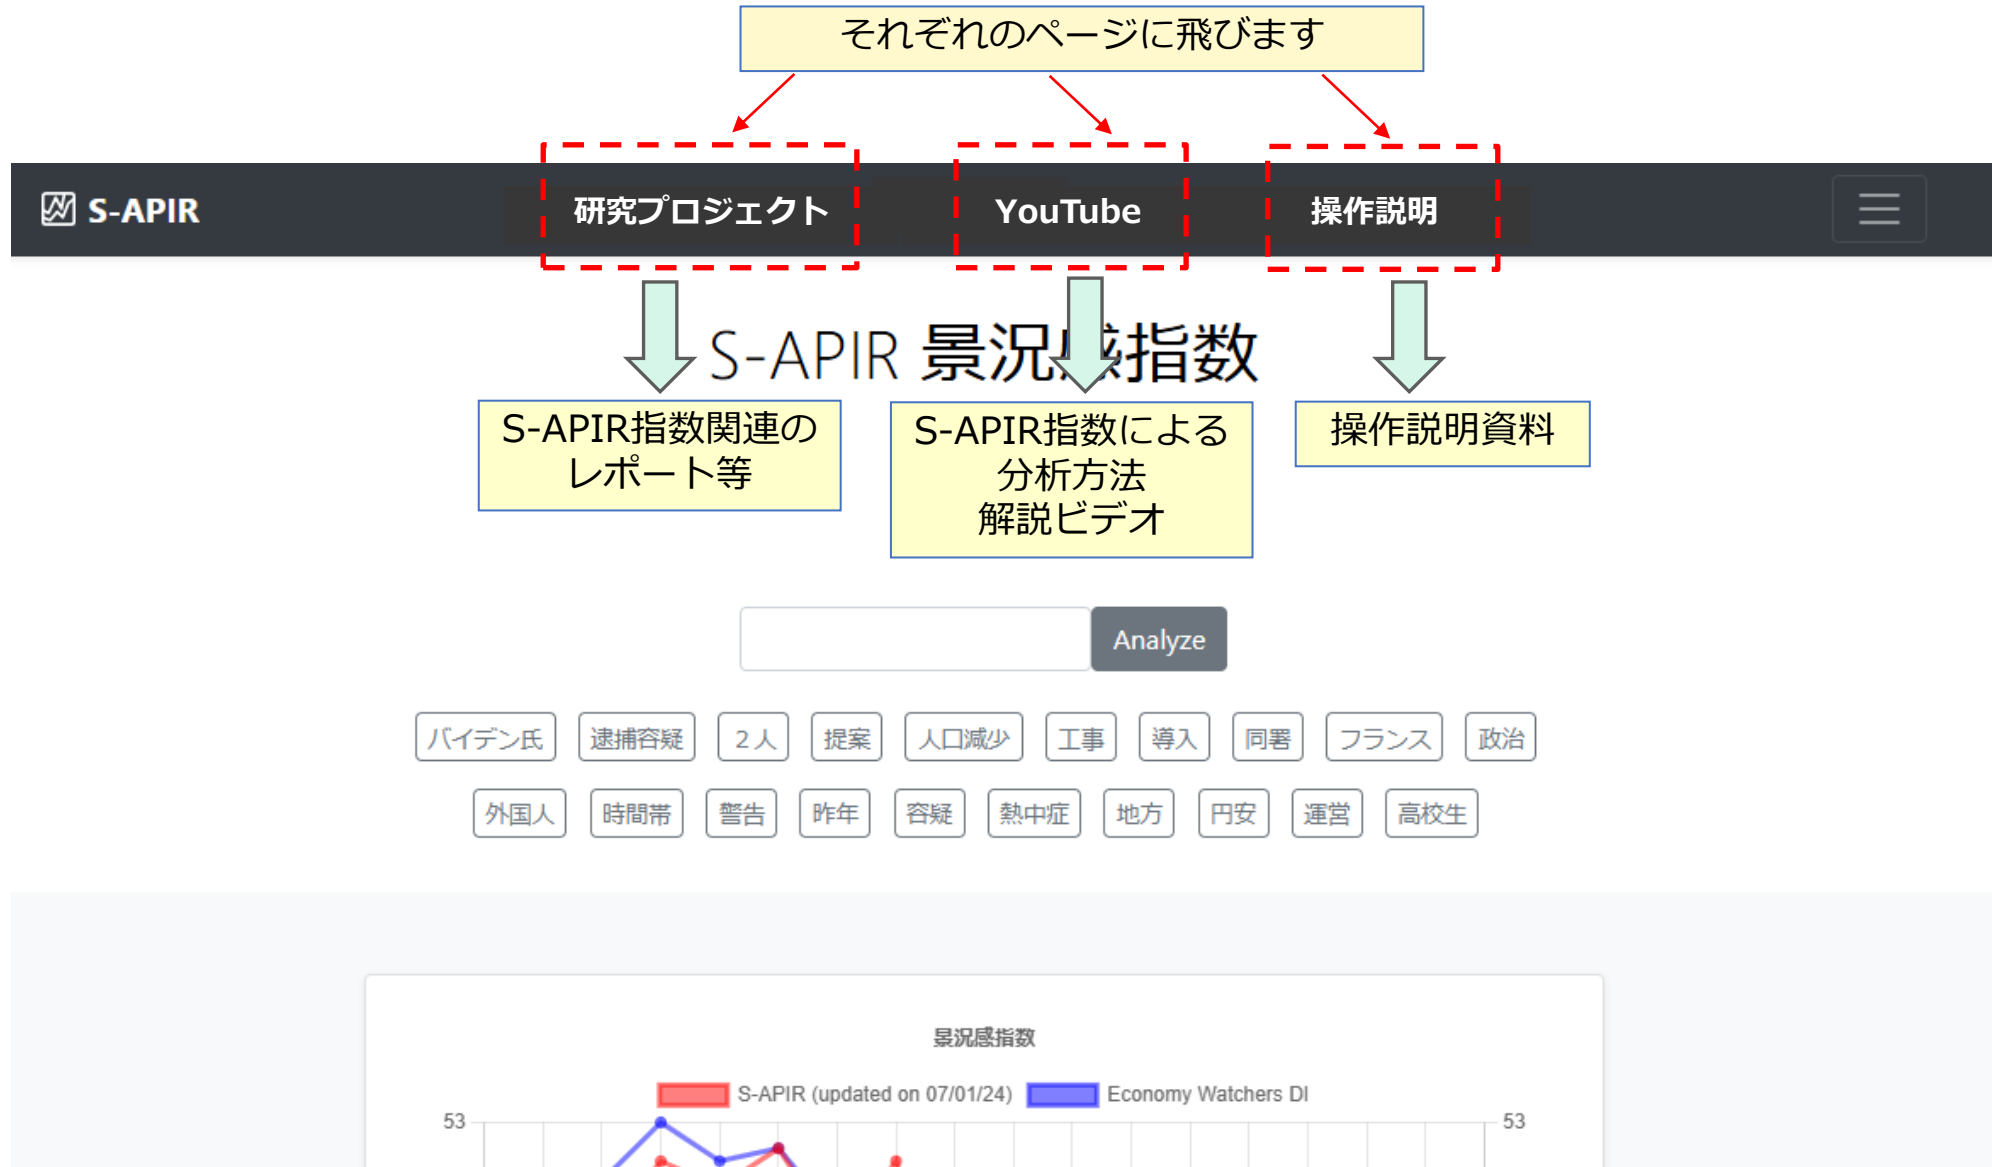 それぞれのページに飛びます
S-APIR
研究プロジェクト
YouTube
操作説明
S-APIR 景況感指数
S-APIR指数関連の
レポート等
S-APIR指数による
分析方法
解説ビデオ
操作説明資料
Analyze
バイデン氏 逮捕容疑 2人 提案 人口減少 工事 導入 同署 フランス 政治
外国人 時間帯 警告 昨年 容疑 熱中症 地方 円安 運営 高校生
景況感指数
S-APIR (updated on 07/01/24) Economy Watchers DI
53 53